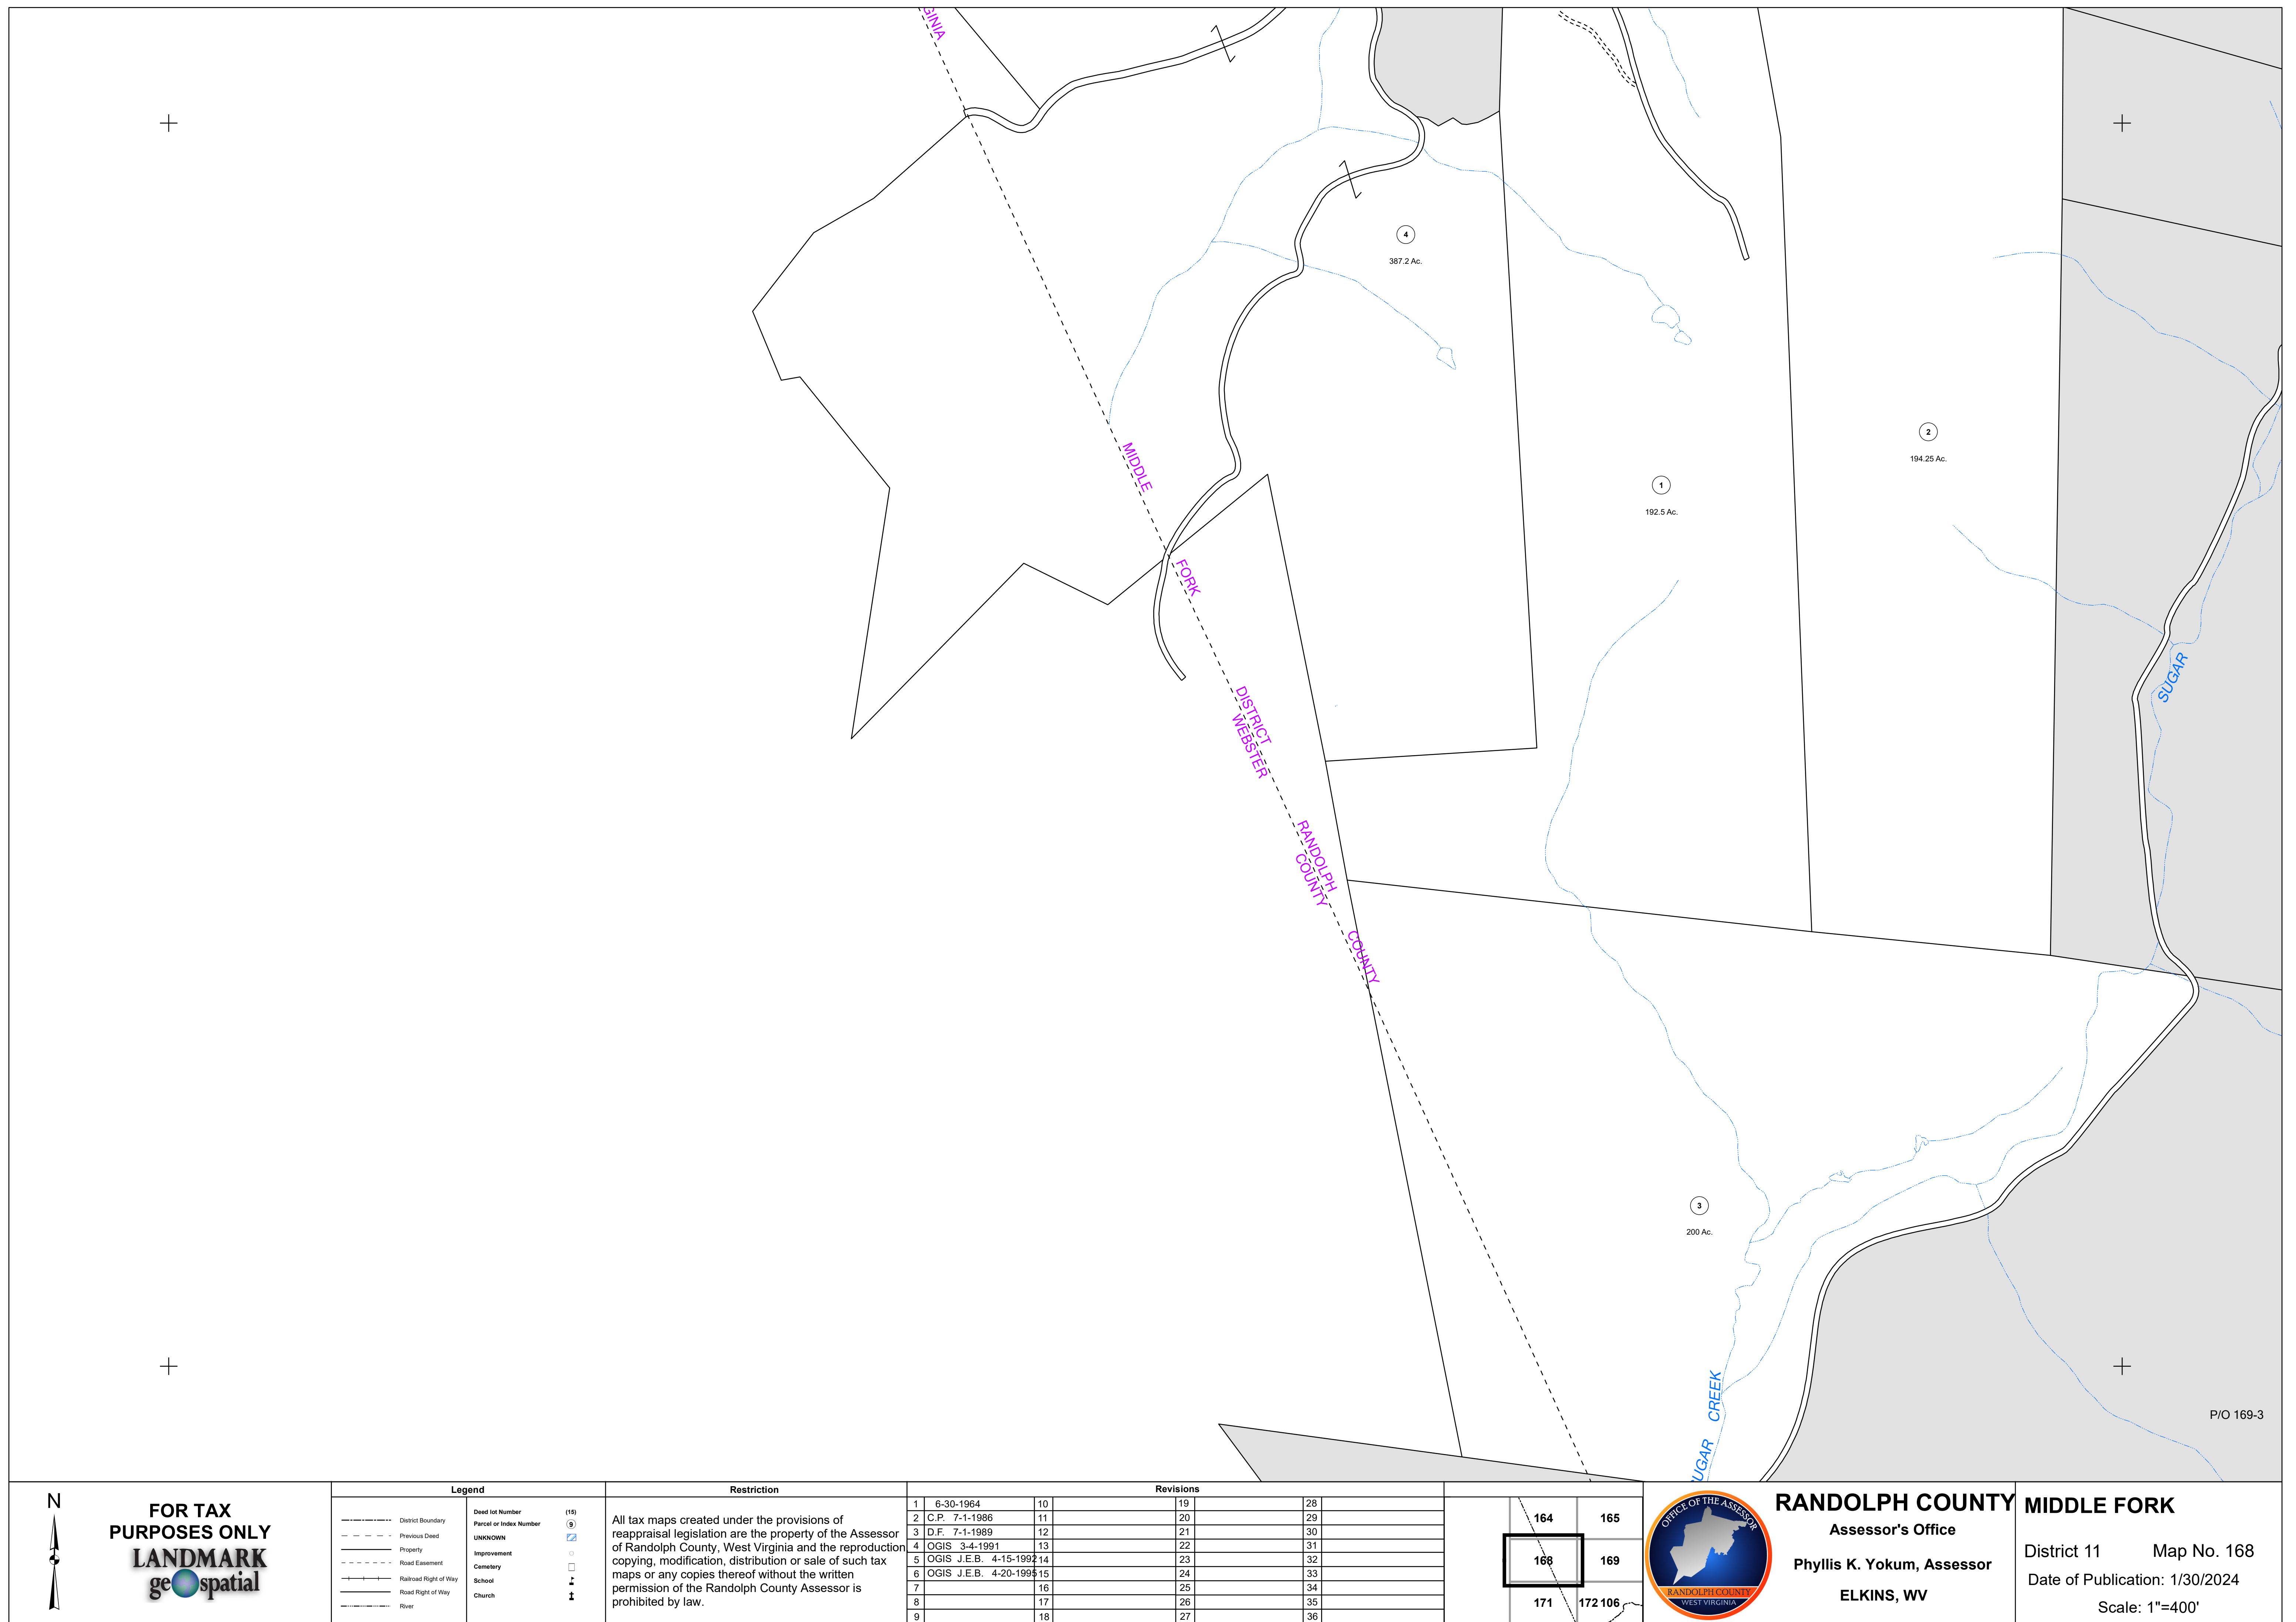 GINIA
4
387.2 Ac.
2
194.25 Ac.
1
192.5 Ac.
MIDDLE
FORK
DISTRICT
WEBSTER
RANDOLPH
COUNTY
COUNTY
SUGAR
3
200 Ac.
CREEK
UGAR
P/O 169-3
N
FOR TAX
PURPOSES ONLY
LANDMARK
geospatial
Legend
District Boundary
Previous Deed
Property
Road Easement
Railroad Right of Way
Road Right of Way
River
Deed lot Number (15)
Parcel or Index Number 9
UNKNOWN
Improvement
Cemetery
School
Church
Restriction
All tax maps created under the provisions of
reappraisal legislation are the property of the Assessor
of Randolph County, West Virginia and the reproduction,
copying, modification, distribution or sale of such tax
maps or any copies thereof without the written
permission of the Randolph County Assessor is
prohibited by law.
Revisions
1 6-30-1964 10 19 28
2 C.P. 7-1-1986 11 20 29
3 D.F. 7-1-1989 12 21 30
4 OGIS 3-4-1991 13 22 31
5 OGIS J.E.B. 4-15-1992 14 23 32
6 OGIS J.E.B. 4-20-1995 15 24 33
7 16 25 34
8 17 26 35
9 18 27 36
164 165
168 169
171 172 106
OFFICE OF THE ASSESSOR
RANDOLPH COUNTY
WEST VIRGINIA
RANDOLPH COUNTY
Assessor's Office
Phyllis K. Yokum, Assessor
ELKINS, WV
MIDDLE FORK
District 11 Map No. 168
Date of Publication: 1/30/2024
Scale: 1"=400'